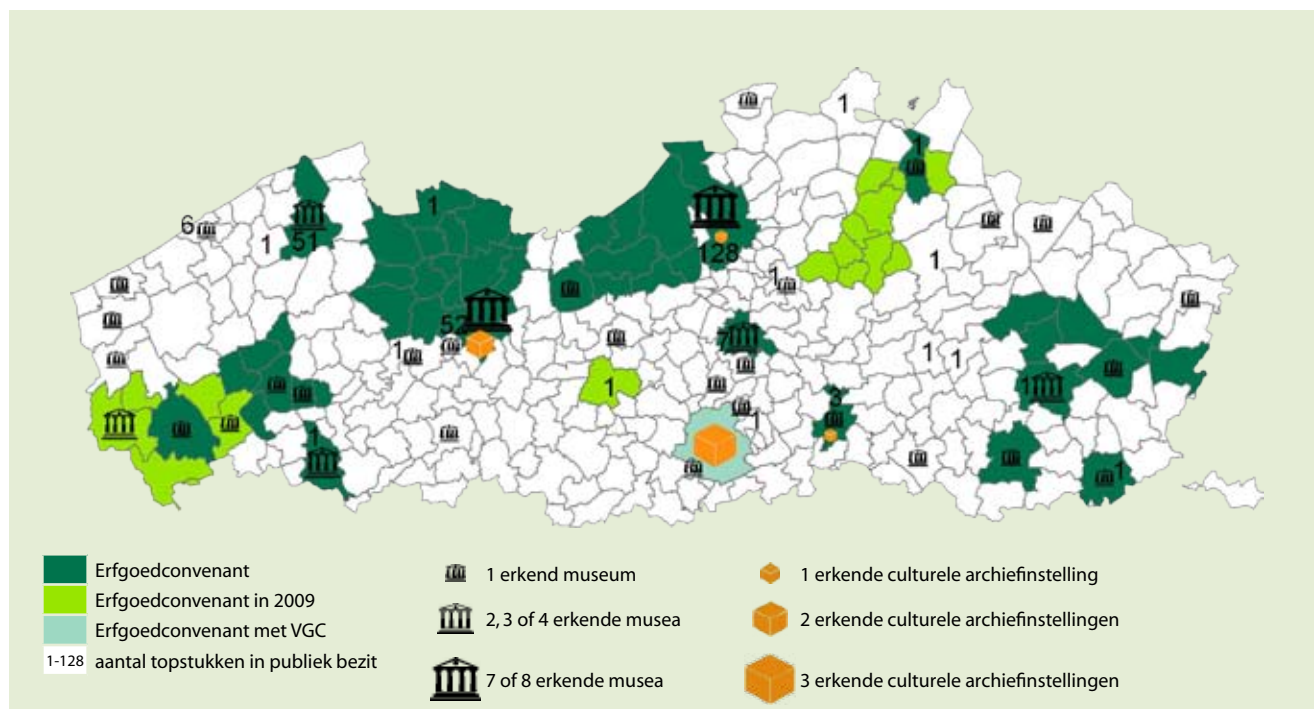 1
1
6
51
1
1
128
1
1
52
7
1
1
1
1
1
3
1
1
1
Erfgoedconvenant
Erfgoedconvenant in 2009
Erfgoedconvenant met VGC
1-128 aantal topstukken in publiek bezit
1 erkend museum
2, 3 of 4 erkende musea
7 of 8 erkende musea
1 erkende culturele archiefinstelling
2 erkende culturele archiefinstellingen
3 erkende culturele archiefinstellingen